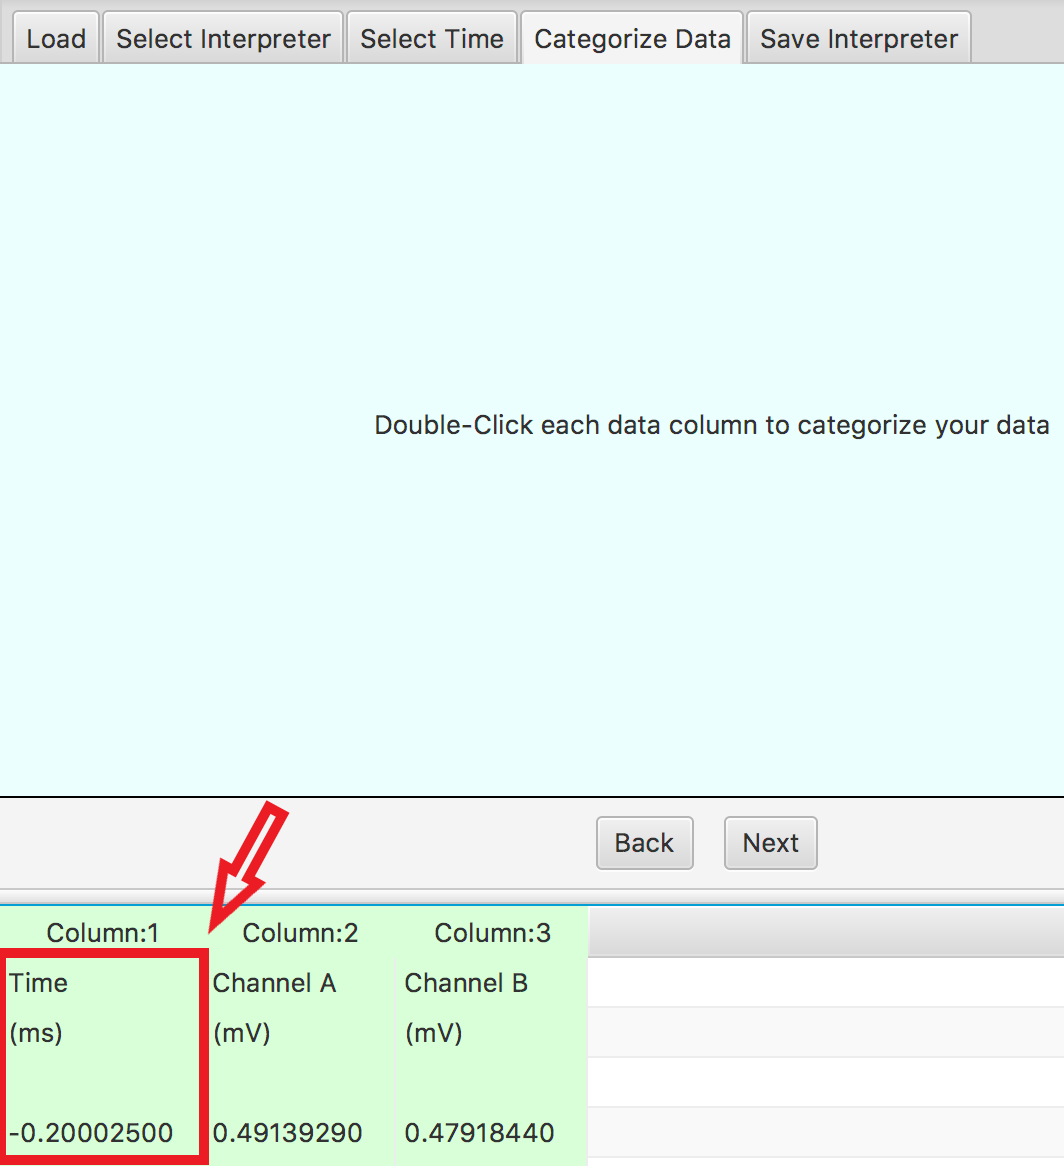 Load Select Interpreter Select Time Categorize Data Save Interpreter
Double-Click each data column to categorize your data
Back Next
Column:1 Column:2 Column:3
Time Channel A Channel B
(ms) (mV) (mV)
-0.20002500 0.49139290 0.47918440